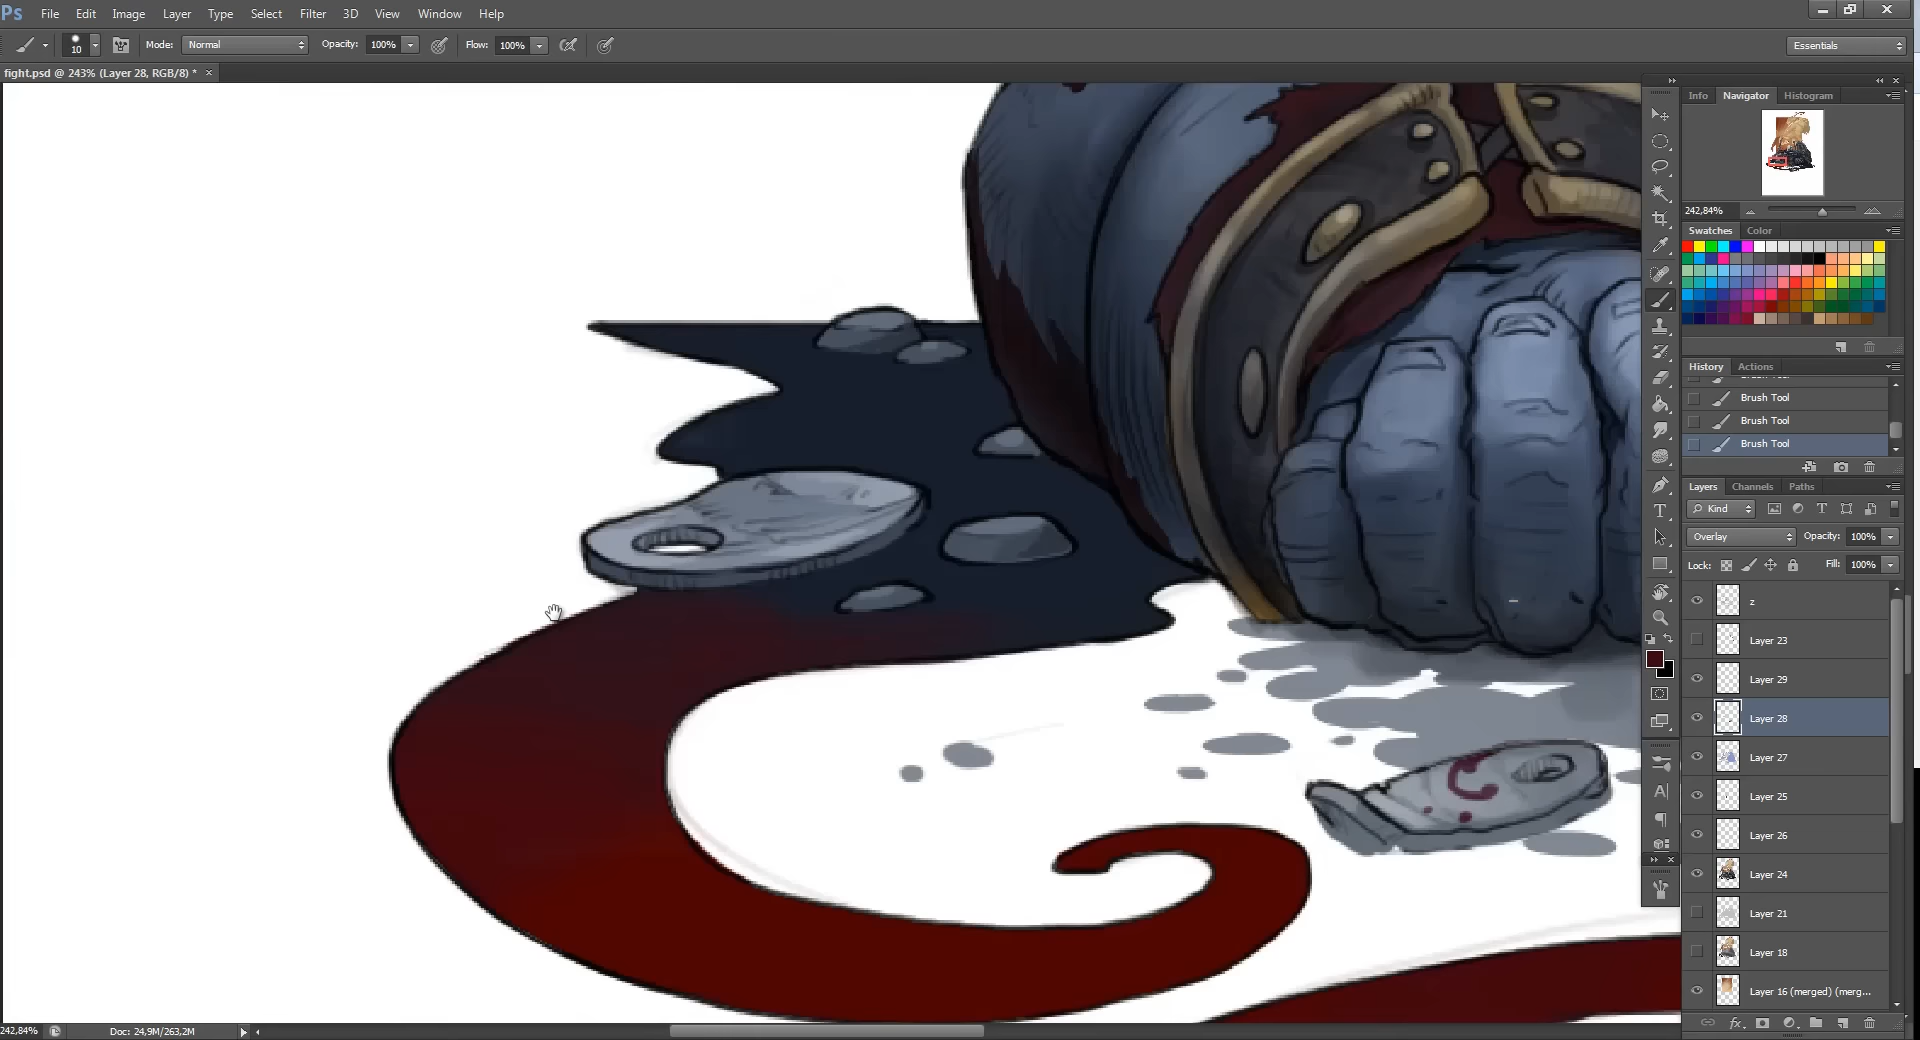 Ps File Edit Image Layer Type Select Filter 3D View Window Help
10 Mode: Normal Opacity: 100% Flow: 100% Essentials
fight.psd @ 243% (Layer 28, RGB/8) * ×
Info Navigator Histogram
242,84%
Swatches Color
History Actions
Brush Tool
Brush Tool
Brush Tool
Layers Channels Paths
Kind
Overlay Opacity: 100%
Lock: Fill: 100%
z
Layer 23
Layer 29
Layer 28
Layer 27
Layer 25
Layer 26
Layer 24
Layer 21
Layer 18
Layer 16 (merged) (merg...
242,84% Doc: 24,9M/263,2M
fx